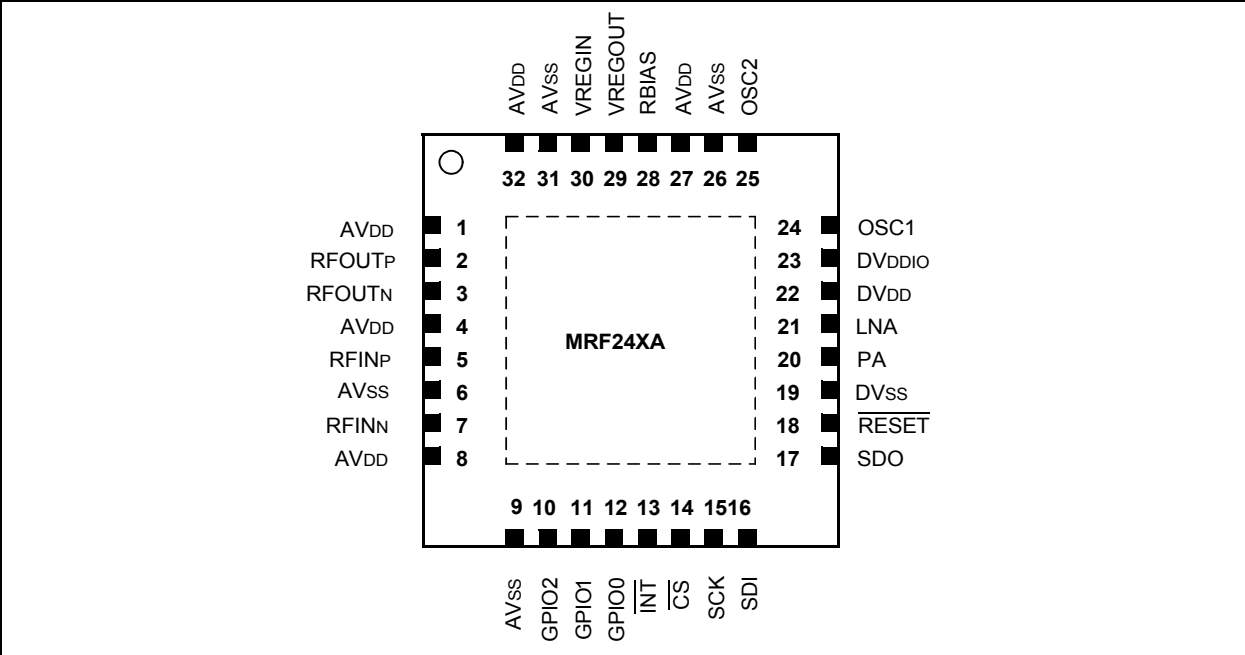 AVDD
AVSS
VREGIN
VREGOUT
RBIAS
AVDD
AVSS
OSC2
32 31 30 29 28 27 26 25
AVDD 1
RFOUTP 2
RFOUTN 3
AVDD 4
RFINP 5
AVSS 6
RFINN 7
AVDD 8
MRF24XA
24 OSC1
23 DVDDIO
22 DVDD
21 LNA
20 PA
19 DVSS
18 RESET
17 SDO
9 10 11 12 13 14 15 16
AVSS
GPIO2
GPIO1
GPIO0
INT
CS
SCK
SDI